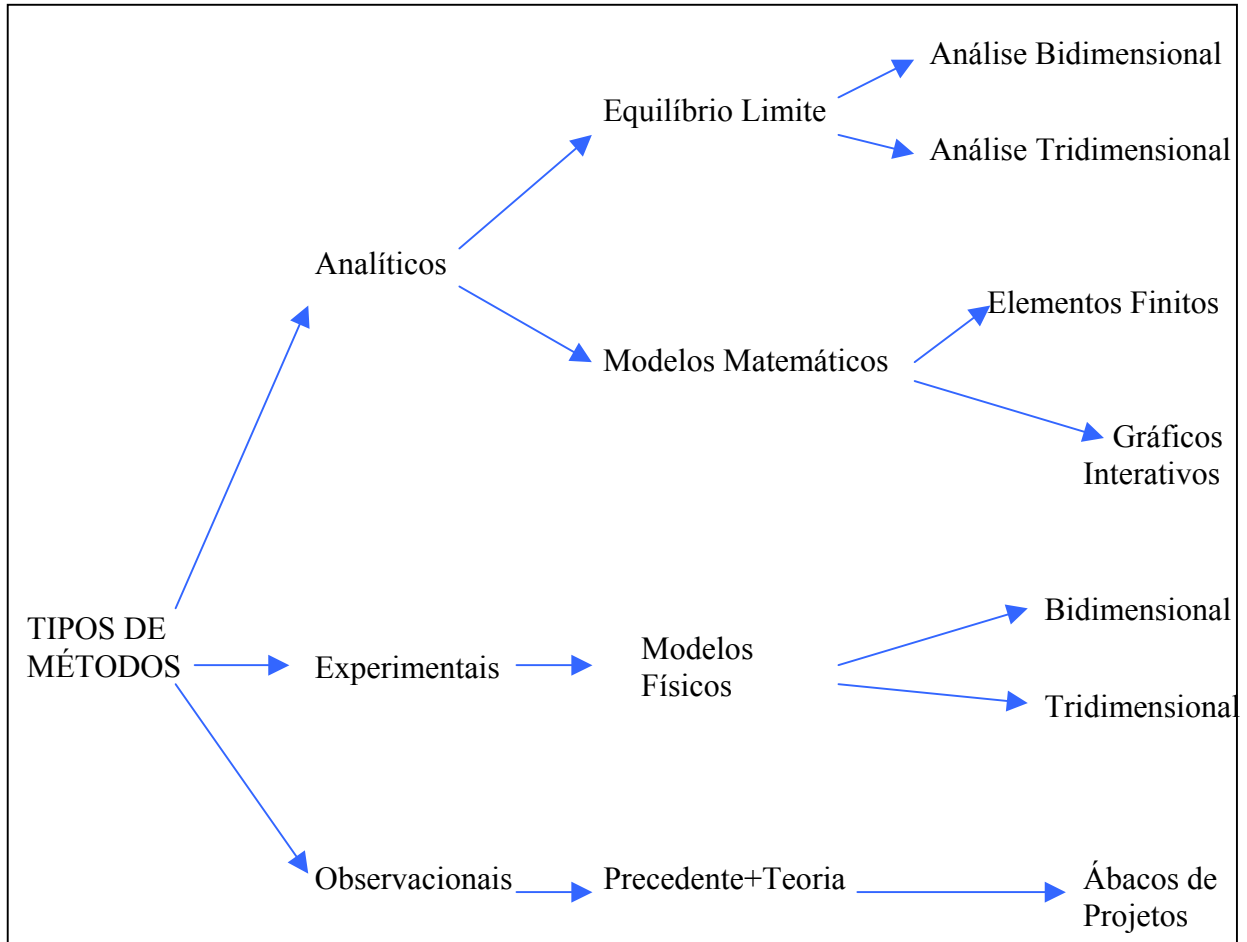 Análise Bidimensional
Equilíbrio Limite
Análise Tridimensional
Analíticos
Elementos Finitos
Modelos Matemáticos
Gráficos
Interativos
Bidimensional
TIPOS DE
MÉTODOS
Experimentais
Modelos
Físicos
Tridimensional
Observacionais
Precedente+Teoria
Ábacos de
Projetos